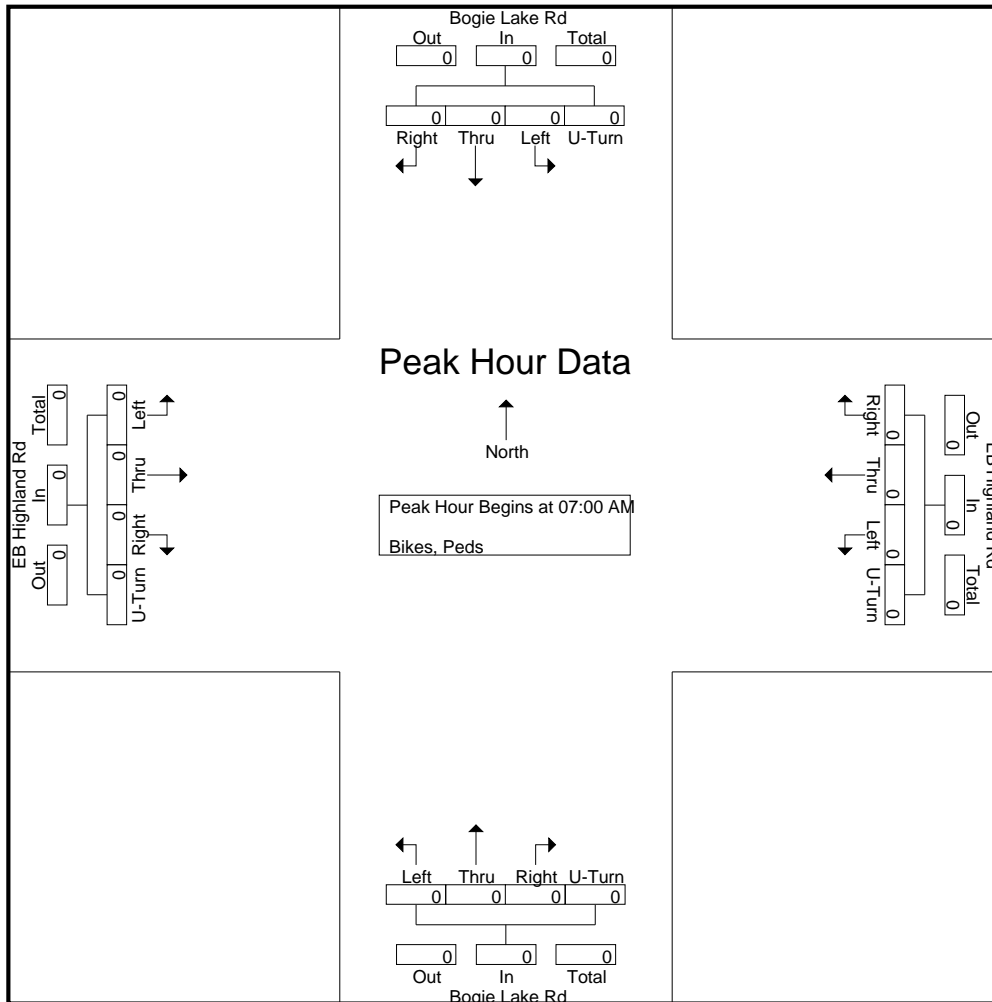 Bogie Lake Rd
Out In Total
0 0 0
0 0 0 0
Right Thru Left U-Turn
Peak Hour Data
North
Peak Hour Begins at 07:00 AM
Bikes, Peds
EB Highland Rd
Total In Out
0 0 0
0 0 0 0
Left Thru Right U-Turn
Right Thru Left U-Turn
0 0 0 0
Out In Total
0 0 0
EB Highland Rd
Left Thru Right U-Turn
0 0 0 0
0 0 0
Out In Total
Bogie Lake Rd